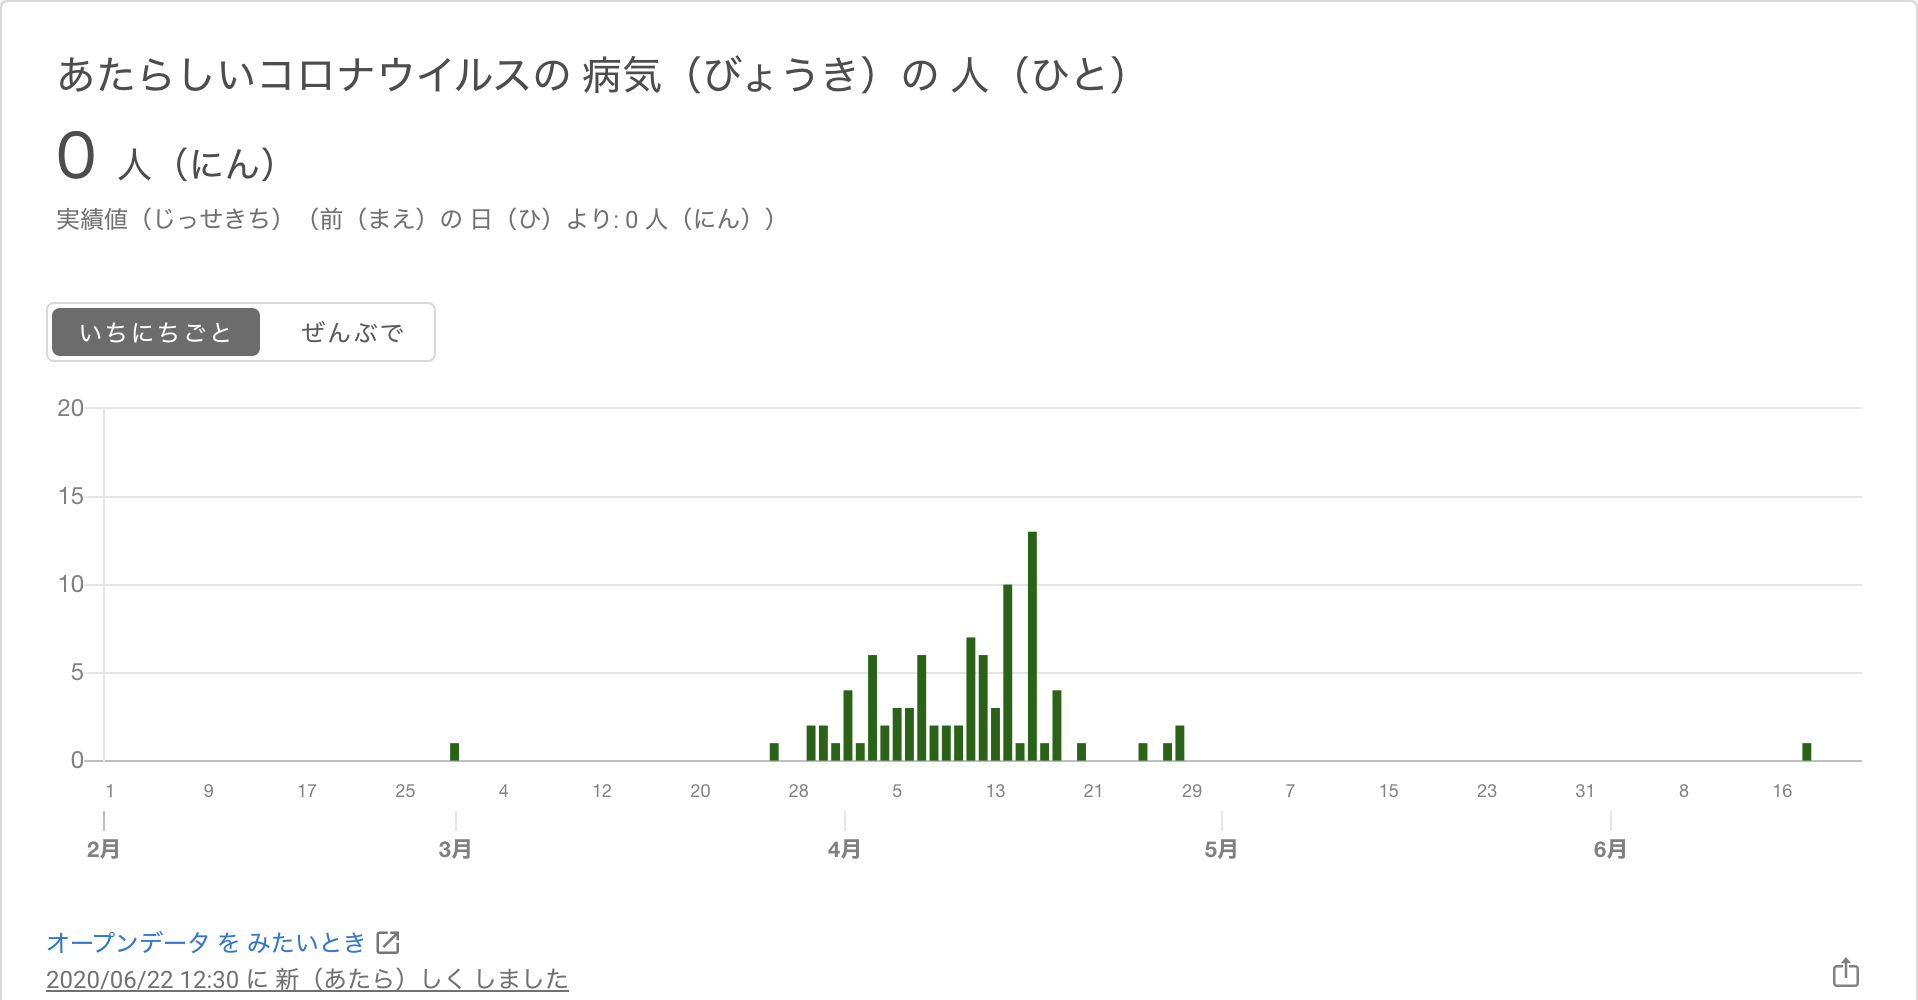 あたらしいコロナウイルスの 病気（びょうき）の 人（ひと）
0 人（にん）
実績値（じっせきち）（前（まえ）の 日（ひ）より: 0 人（にん））
いちにちごと ぜんぶで
20
15
10
5
0
1 9 17 25 4 12 20 28 5 13 21 29 7 15 23 31 8 16
2月 3月 4月 5月 6月
オープンデータ を みたいとき
2020/06/22 12:30 に 新（あたら）しく しました